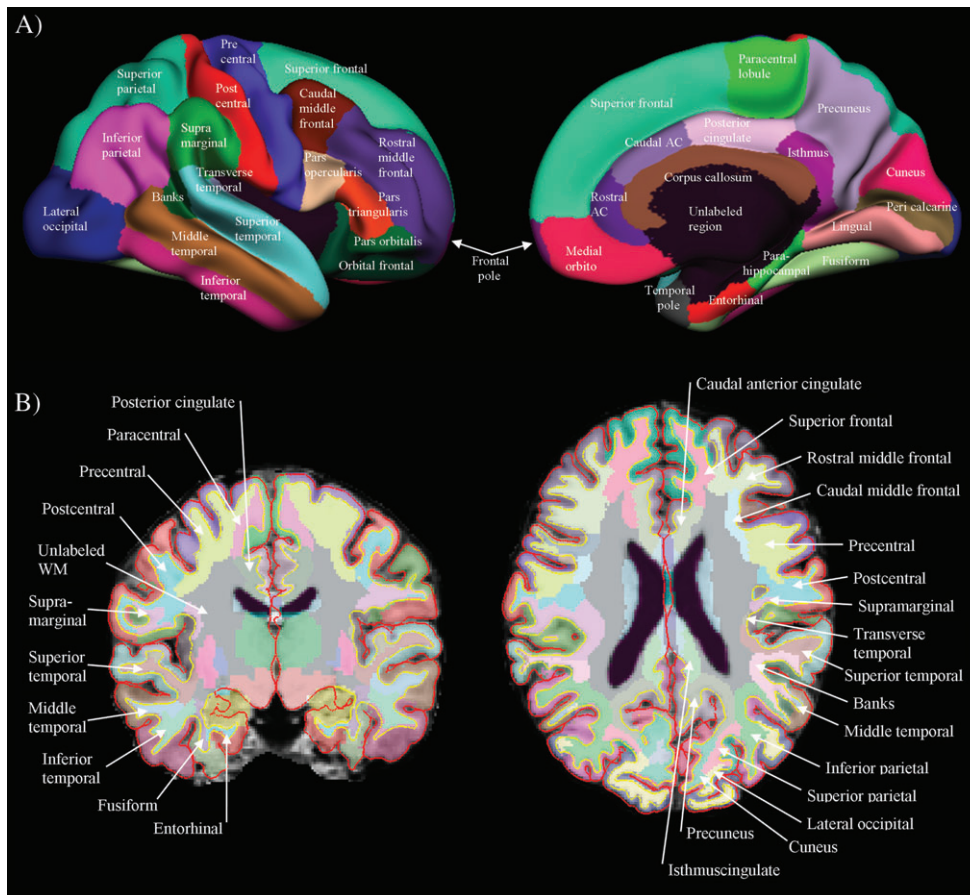 A)
Superior
parietal
Pre
central
Superior frontal
Post
central
Caudal
middle
frontal
Inferior
parietal
Supra
marginal
Rostral
middle
frontal
Pars
opercularis
Transverse
temporal
Banks
Lateral
occipital
Pars
triangularis
Superior
temporal
Middle
temporal
Pars orbitalis
Orbital frontal
Inferior
temporal
Frontal
pole
Paracentral
lobule
Superior frontal
Precuneus
Posterior
cingulate
Caudal AC
Isthmus
Cuneus
Corpus callosum
Rostral
AC
Peri calcarine
Unlabeled
region
Lingual
Medial
orbito
Para-
hippocampal
Fusiform
Temporal
pole
Entorhinal
B)
Posterior cingulate
Paracentral
Precentral
Postcentral
Unlabeled
WM
Supra-
marginal
Superior
temporal
Middle
temporal
Inferior
temporal
Fusiform
Entorhinal
Caudal anterior cingulate
Superior frontal
Rostral middle frontal
Caudal middle frontal
Precentral
Postcentral
Supramarginal
Transverse
temporal
Superior temporal
Banks
Middle temporal
Inferior parietal
Superior parietal
Lateral occipital
Cuneus
Precuneus
Isthmuscingulate